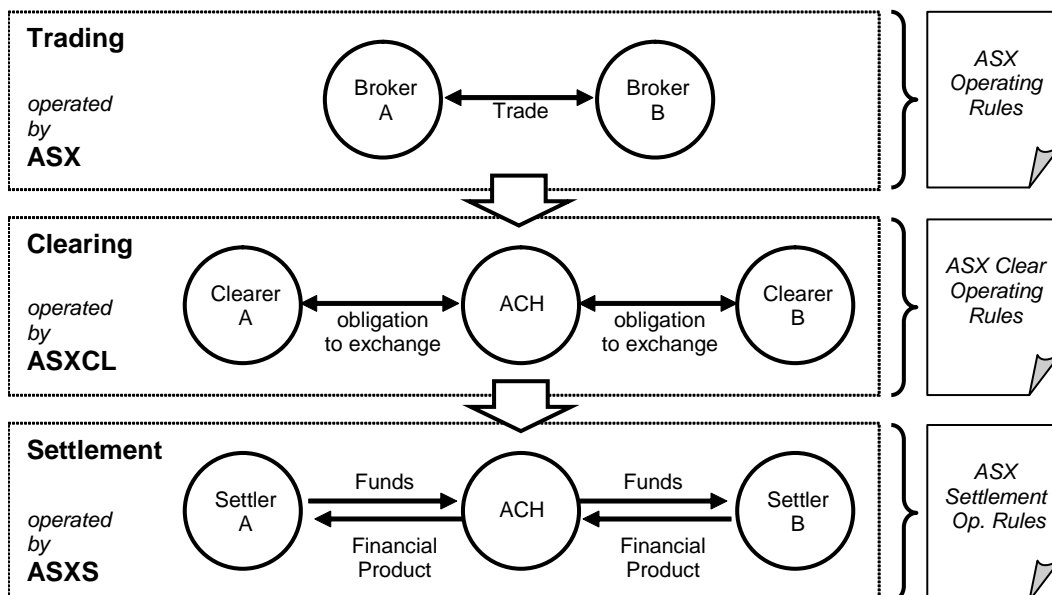 Trading
operated
by
ASX
Broker
A
Trade
Broker
B
ASX
Operating
Rules
Clearing
operated
by
ASXCL
Clearer
A
obligation
to exchange
ACH
obligation
to exchange
Clearer
B
ASX Clear
Operating
Rules
Settlement
operated
by
ASXS
Settler
A
Funds
Financial
Product
ACH
Funds
Financial
Product
Settler
B
ASX
Settlement
Op. Rules